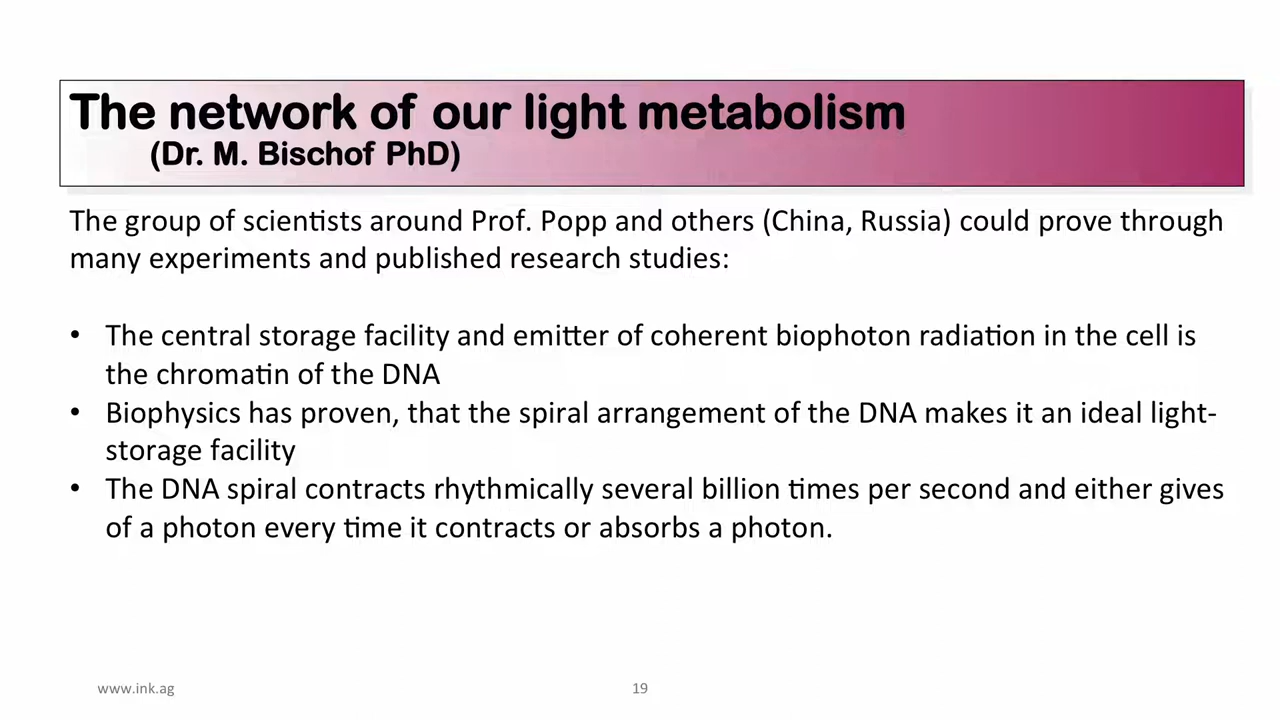 The network of our light metabolism
(Dr. M. Bischof PhD)
The group of scientists around Prof. Popp and others (China, Russia) could prove through
many experiments and published research studies:
• The central storage facility and emitter of coherent biophoton radiation in the cell is
the chromatin of the DNA
• Biophysics has proven, that the spiral arrangement of the DNA makes it an ideal light-
storage facility
• The DNA spiral contracts rhythmically several billion times per second and either gives
of a photon every time it contracts or absorbs a photon.
www.ink.ag
19